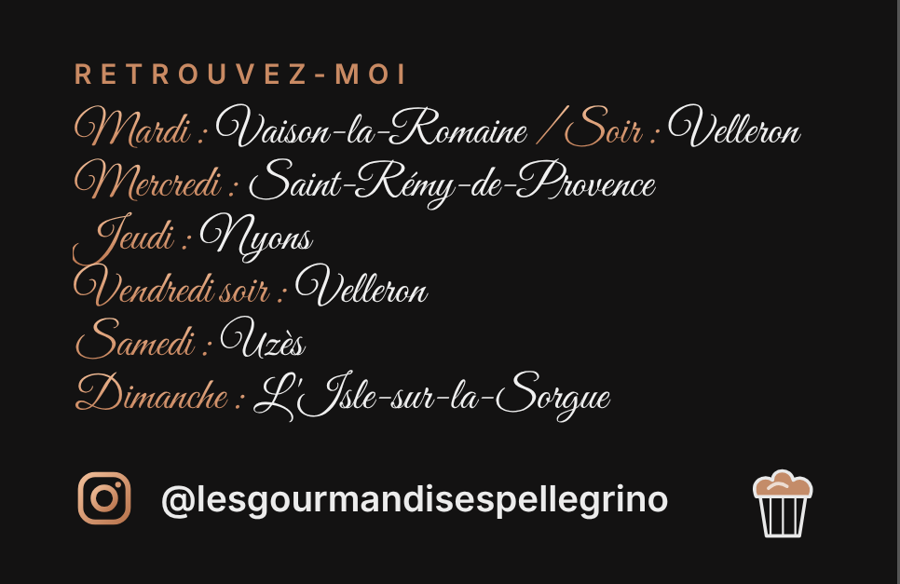 RETROUVEZ-MOI
Mardi : Vaison-la-Romaine / Soir : Velleron
Mercredi : Saint-Rémy-de-Provence
Jeudi : Nyons
Vendredi soir : Velleron
Samedi : Uzès
Dimanche : L'Isle-sur-la-Sorgue
@lesgourmandisespellegrino